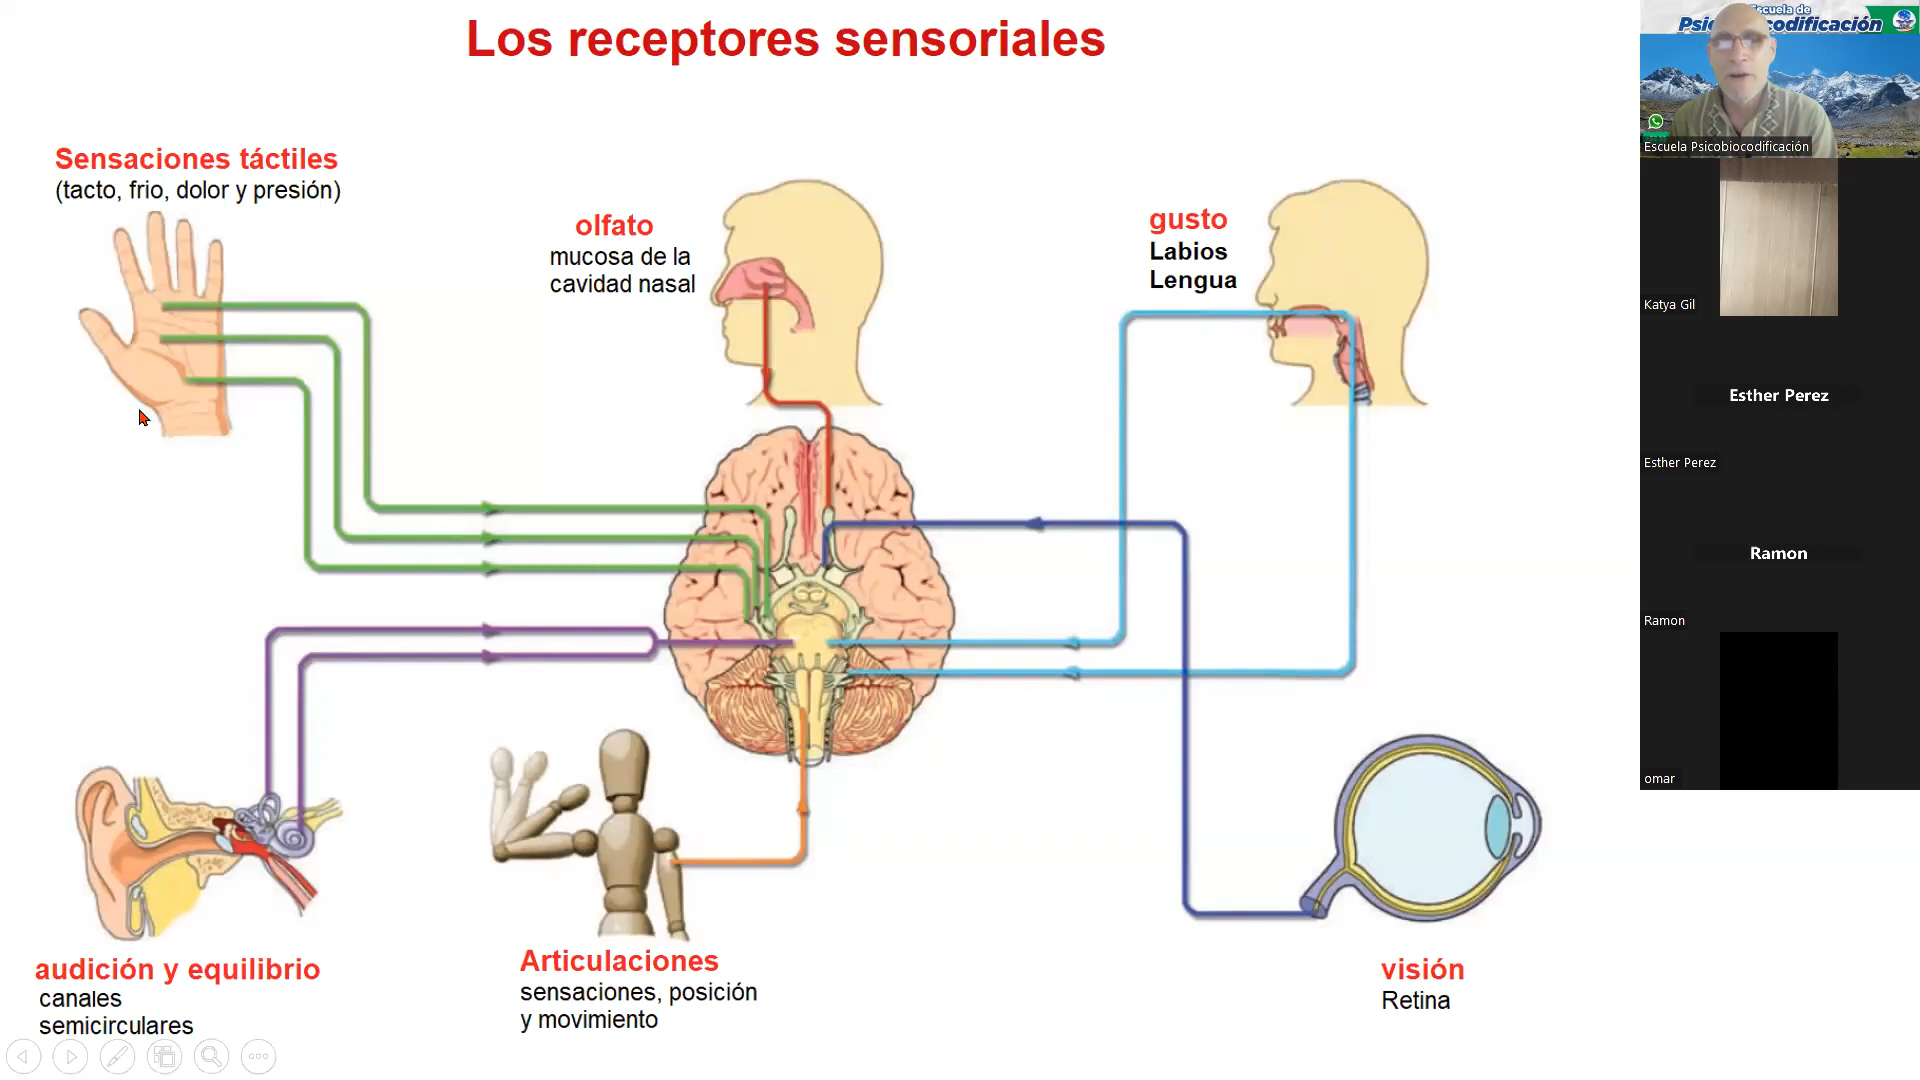 Los receptores sensoriales
Sensaciones táctiles
(tacto, frio, dolor y presión)
olfato
mucosa de la
cavidad nasal
gusto
Labios
Lengua
audición y equilibrio
canales
semicirculares
Articulaciones
sensaciones, posición
y movimiento
visión
Retina
Escuela de
Escuela Psicobiocodificación
Katya Gil
Esther Perez
Esther Perez
Ramon
Ramon
omar